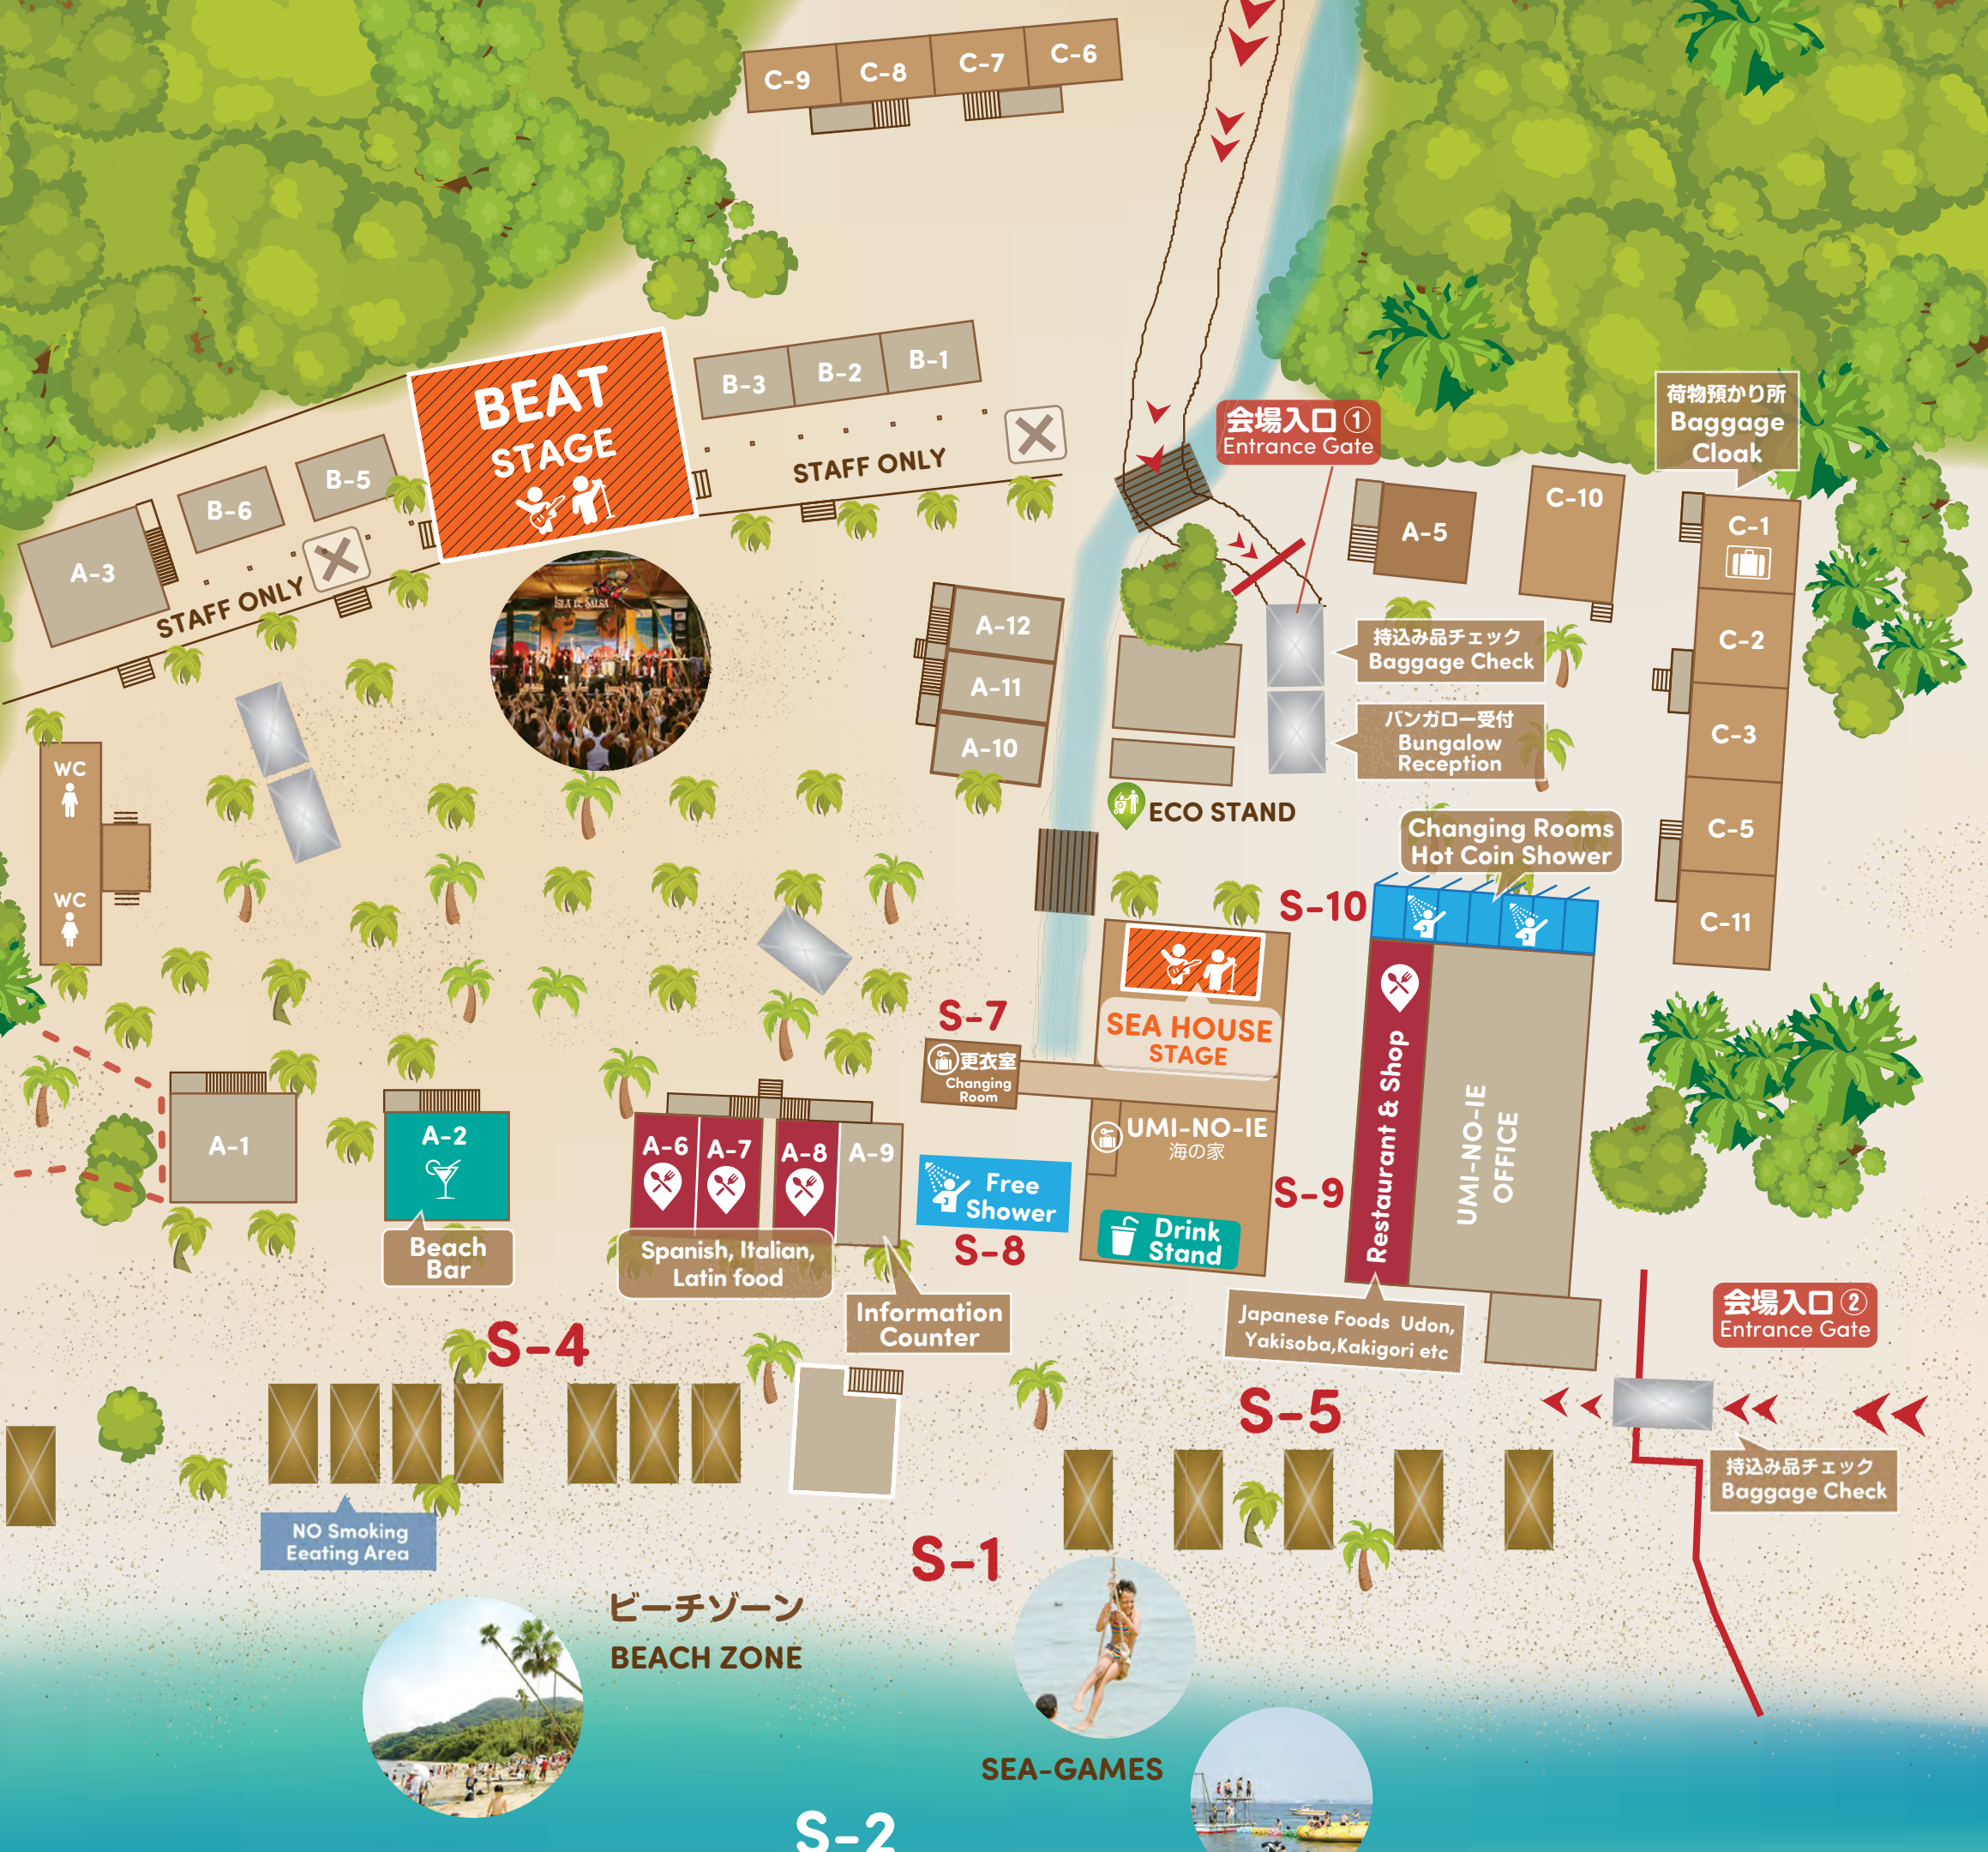 C-9
C-8
C-7
C-6
BEAT
STAGE
B-3
B-2
B-1
STAFF ONLY
会場入口①
Entrance Gate
荷物預かり所
Baggage
Cloak
A-3
B-6
B-5
STAFF ONLY
ISLA DE SALSA
A-5
C-10
C-1
C-2
C-3
C-5
C-11
A-12
A-11
A-10
持込み品チェック
Baggage Check
バンガロー受付
Bungalow
Reception
ECO STAND
WC
WC
Changing Rooms
Hot Coin Shower
S-10
S-7
更衣室
Changing
Room
SEA HOUSE
STAGE
UMI-NO-IE
海の家
Restaurant & Shop
UMI-NO-IE
OFFICE
A-1
A-2
Beach
Bar
A-6
A-7
A-8
A-9
Spanish, Italian,
Latin food
Free
Shower
S-8
S-9
Drink
Stand
Information
Counter
Japanese Foods Udon,
Yakisoba,Kakigori etc
会場入口②
Entrance Gate
S-4
S-5
持込み品チェック
Baggage Check
NO Smoking
Eeating Area
S-1
ビーチゾーン
BEACH ZONE
SEA-GAMES
S-2